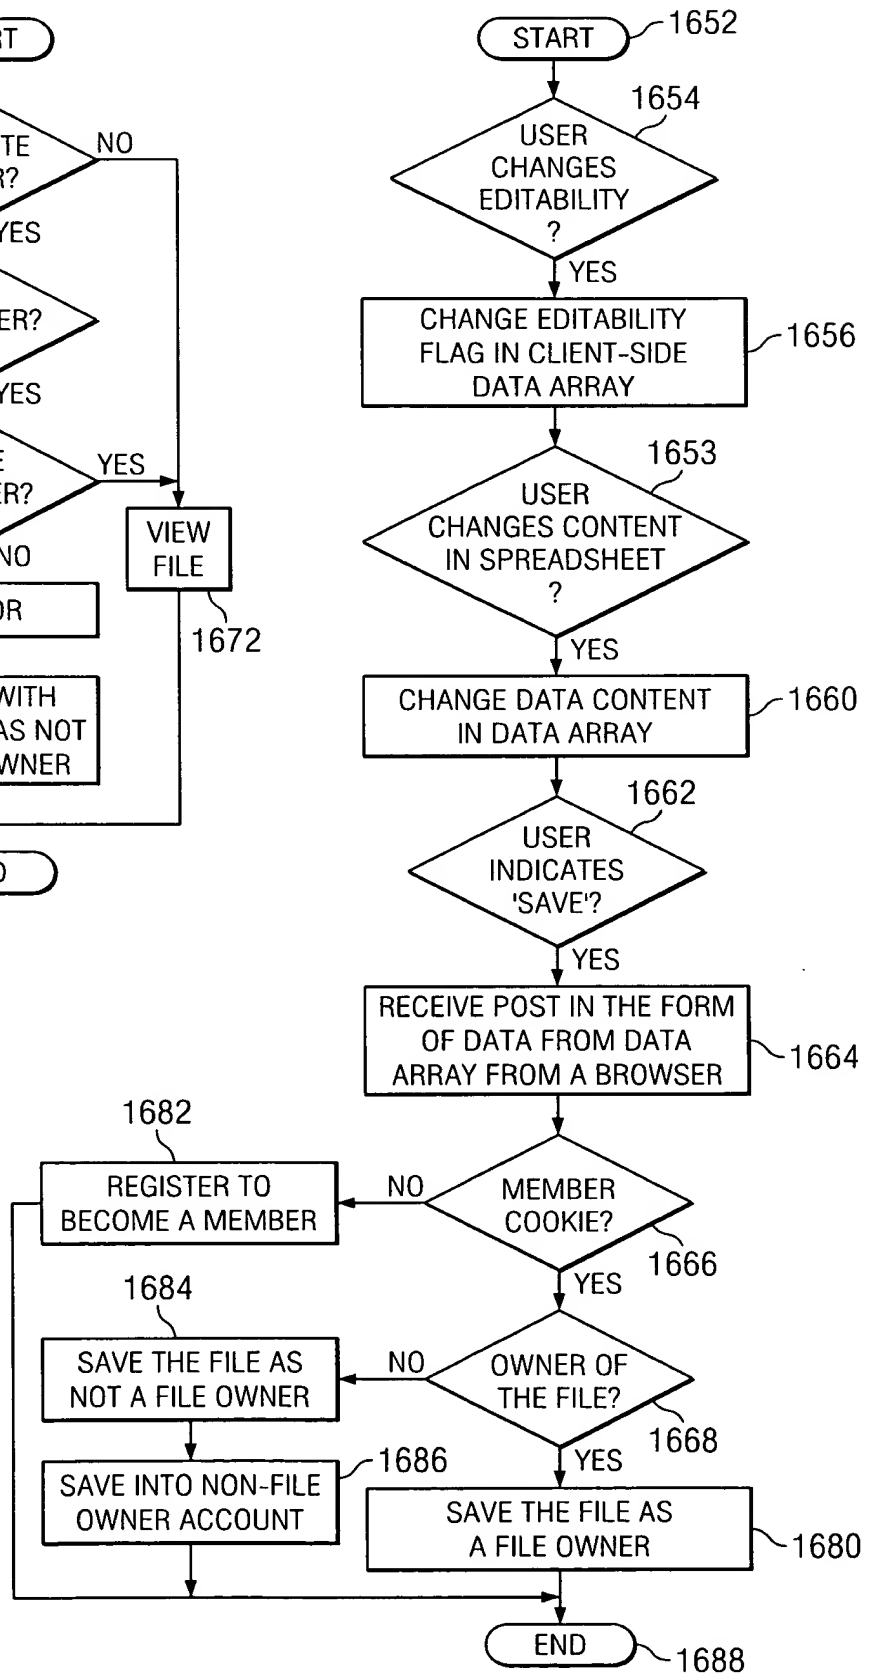 START
1652
1654
USER
CHANGES
EDITABILITY
?
YES
CHANGE EDITABILITY
FLAG IN CLIENT-SIDE
DATA ARRAY
1656
1653
USER
CHANGES CONTENT
IN SPREADSHEET
?
YES
CHANGE DATA CONTENT
IN DATA ARRAY
1660
1662
USER
INDICATES
'SAVE'?
YES
RECEIVE POST IN THE FORM
OF DATA FROM DATA
ARRAY FROM A BROWSER
1664
MEMBER
COOKIE?
1666
NO
1682
REGISTER TO
BECOME A MEMBER
YES
OWNER OF
THE FILE?
1668
NO
1684
SAVE THE FILE AS
NOT A FILE OWNER
SAVE INTO NON-FILE
OWNER ACCOUNT
1686
YES
SAVE THE FILE AS
A FILE OWNER
1680
END
1688
NO
YES
YES
YES
NO
VIEW
FILE
1672
WITH
AS NOT